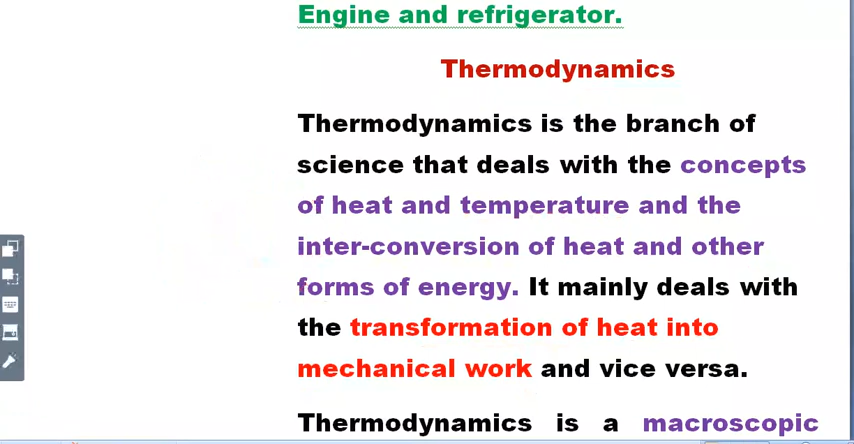 Engine and refrigerator.
Thermodynamics
Thermodynamics is the branch of
science that deals with the concepts
of heat and temperature and the
inter-conversion of heat and other
forms of energy. It mainly deals with
the transformation of heat into
mechanical work and vice versa.
Thermodynamics is a macroscopic